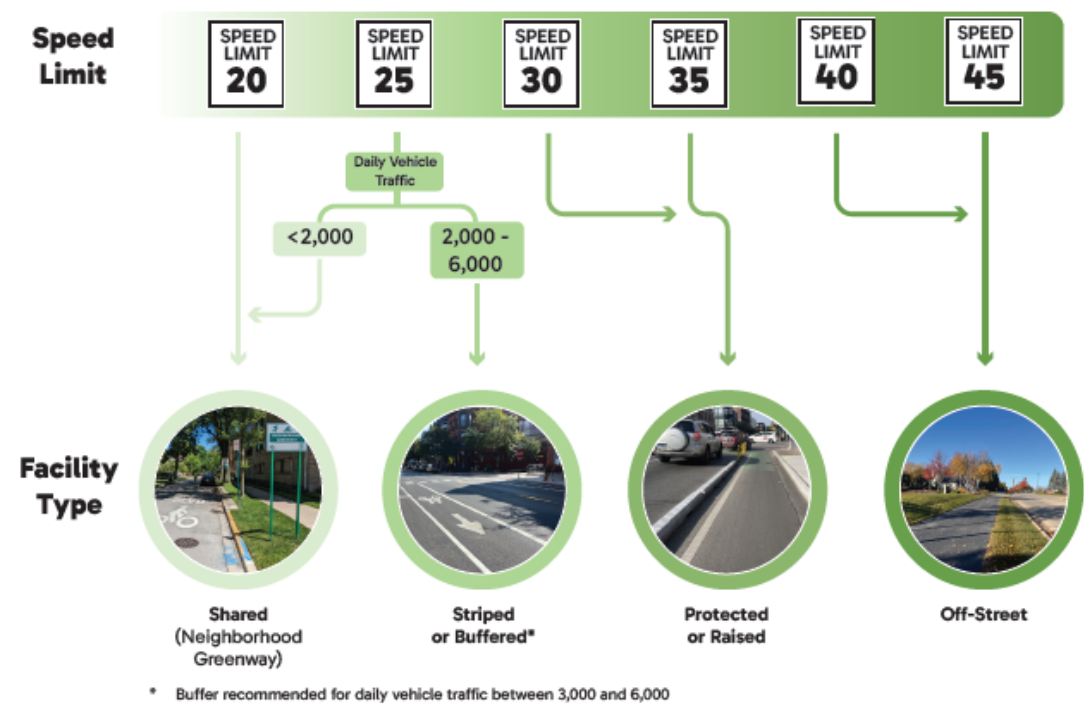 Speed
Limit
SPEED
LIMIT
20
SPEED
LIMIT
25
SPEED
LIMIT
30
SPEED
LIMIT
35
SPEED
LIMIT
40
SPEED
LIMIT
45
Daily Vehicle
Traffic
<2,000
2,000 -
6,000
Facility
Type
Shared
(Neighborhood
Greenway)
Striped
or Buffered*
Protected
or Raised
Off-Street
* Buffer recommended for daily vehicle traffic between 3,000 and 6,000